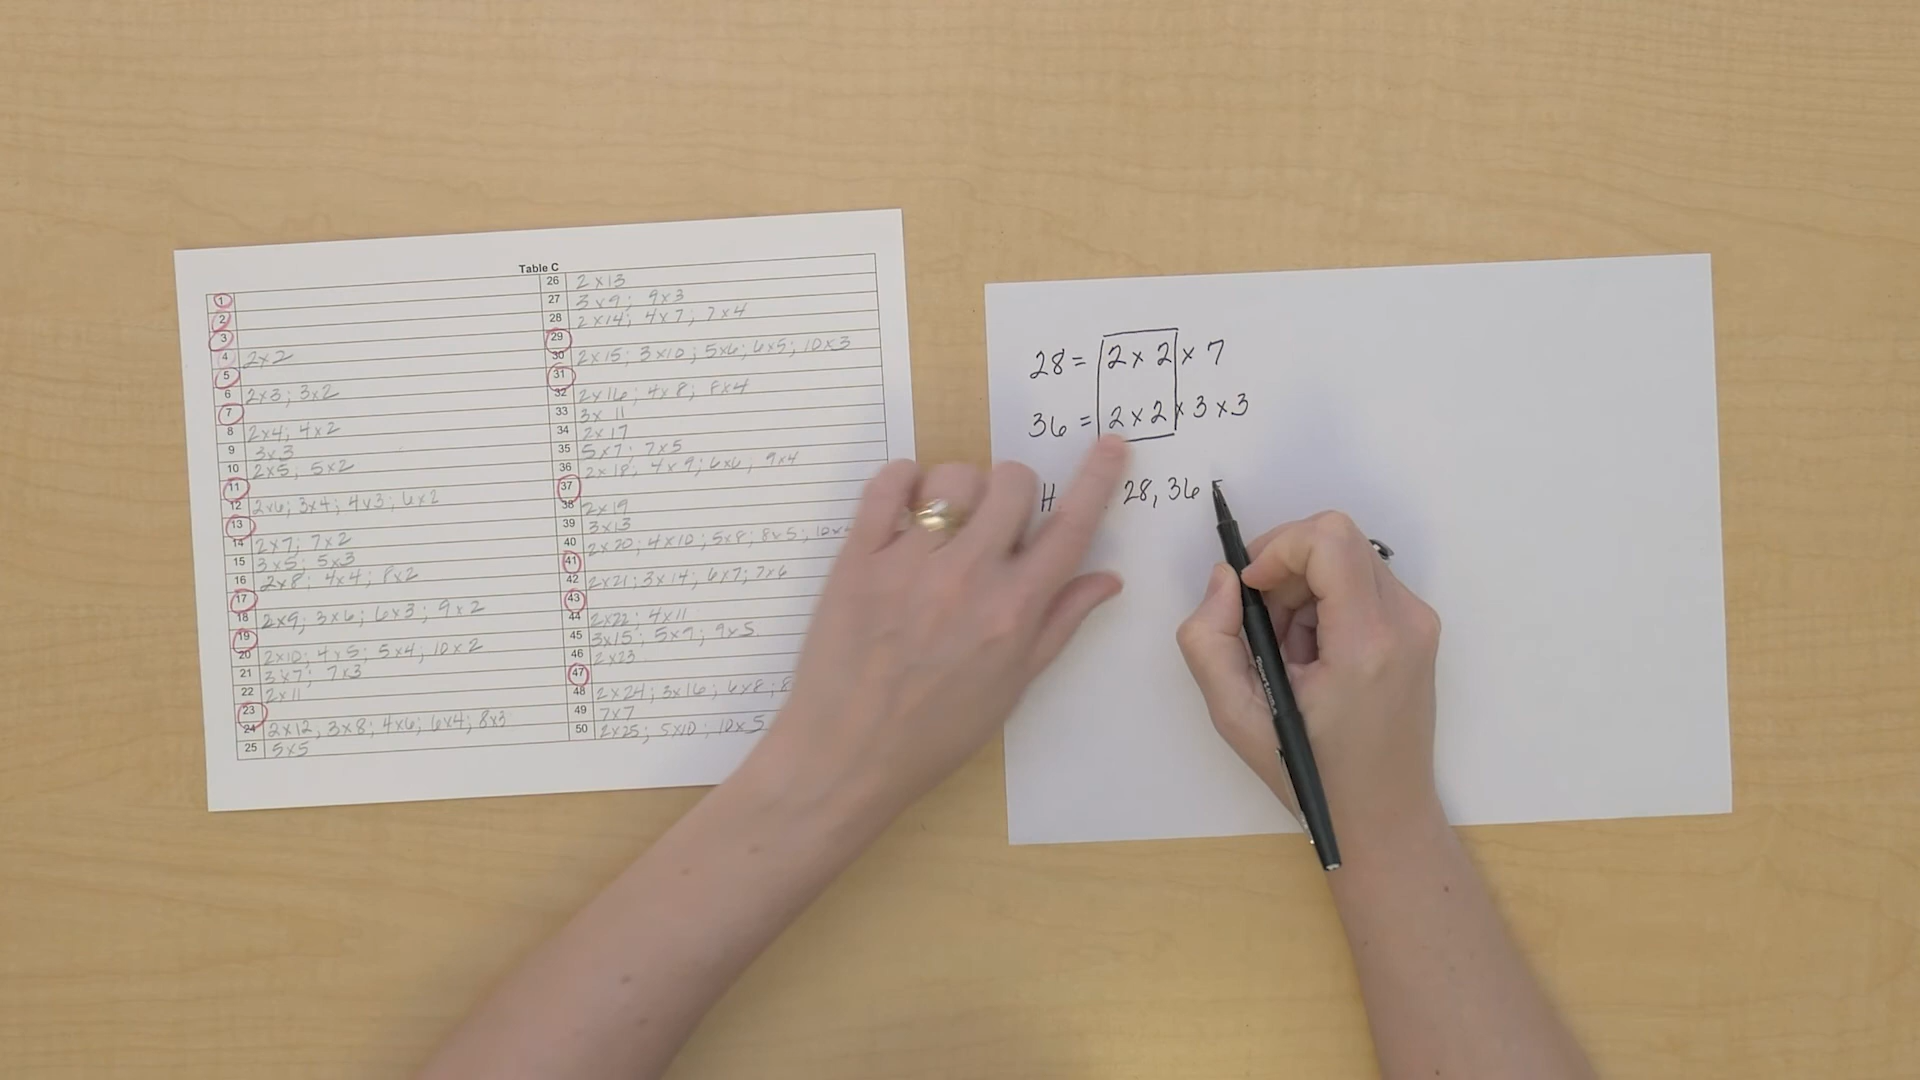 Table C
1
2
3
4 2x2
5
6 2x3; 3x2
7
8 2x4; 4x2
9 3x3
10 2x5; 5x2
11
12 2x6; 3x4; 4x3; 6x2
13
14 2x7; 7x2
15 3x5; 5x3
16 2x8; 4x4; 8x2
17
18 2x9; 3x6; 6x3; 9x2
19
20 2x10; 4x5; 5x4; 10x2
21 3x7; 7x3
22 2x11
23
24 2x12, 3x8; 4x6; 6x4; 8x3
25 5x5
26 2x13
27 3x9; 9x3
28 2x14; 4x7; 7x4
29
30 2x15; 3x10; 5x6; 6x5; 10x3
31
32 2x16; 4x8; 8x4
33 3x 11
34 2x17
35 5x7; 7x5
36 2x18, 4x9; 6x6; 9x4
37
38 2x19
39 3x13
40 2x20; 4x10; 5x8; 8x5;
41
42 2x21; 3x14; 6x7; 7x6
43
44 2x22; 4x11
45 3x15; 5x9; 9x5
46 2x23
47
48 2x24; 3x16; 6x8;
49 7x7
50 2x25; 5x10; 10x5
28 = 2 x 2 x 7
36 = 2 x 2 x 3 x 3
H 28, 36